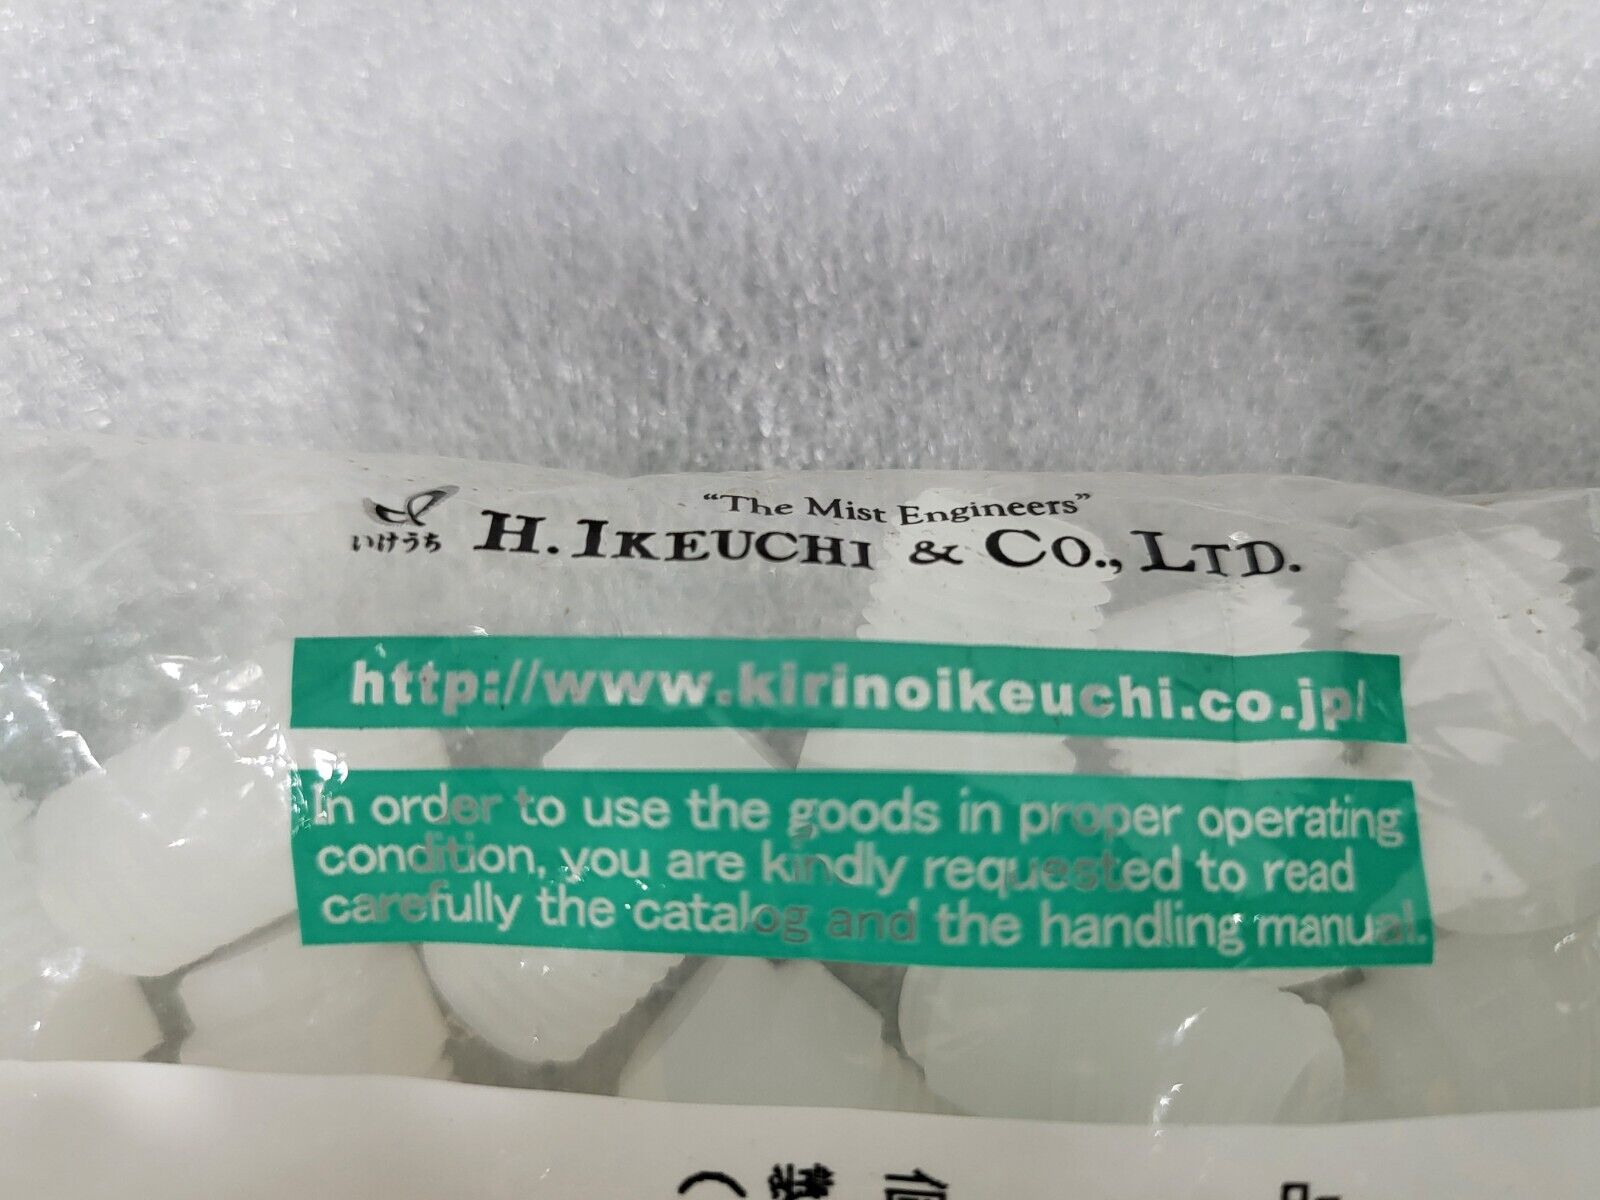 "The Mist Engineers"
いけうち H. IKEUCHI & CO., LTD.
http://www.kirinoikeuchi.co.jp/
In order to use the goods in proper operating
condition, you are kindly requested to read
carefully the catalog and the handling manual.